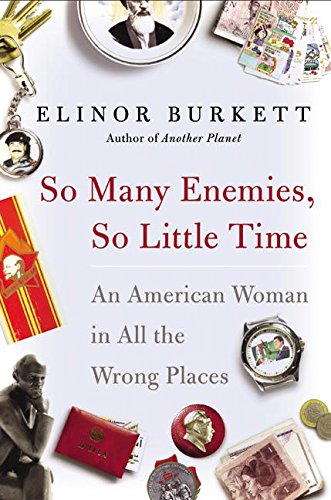 ELINOR BURKETT
Author of Another Planet
So Many Enemies,
So Little Time
An American Woman
in All the
Wrong Places